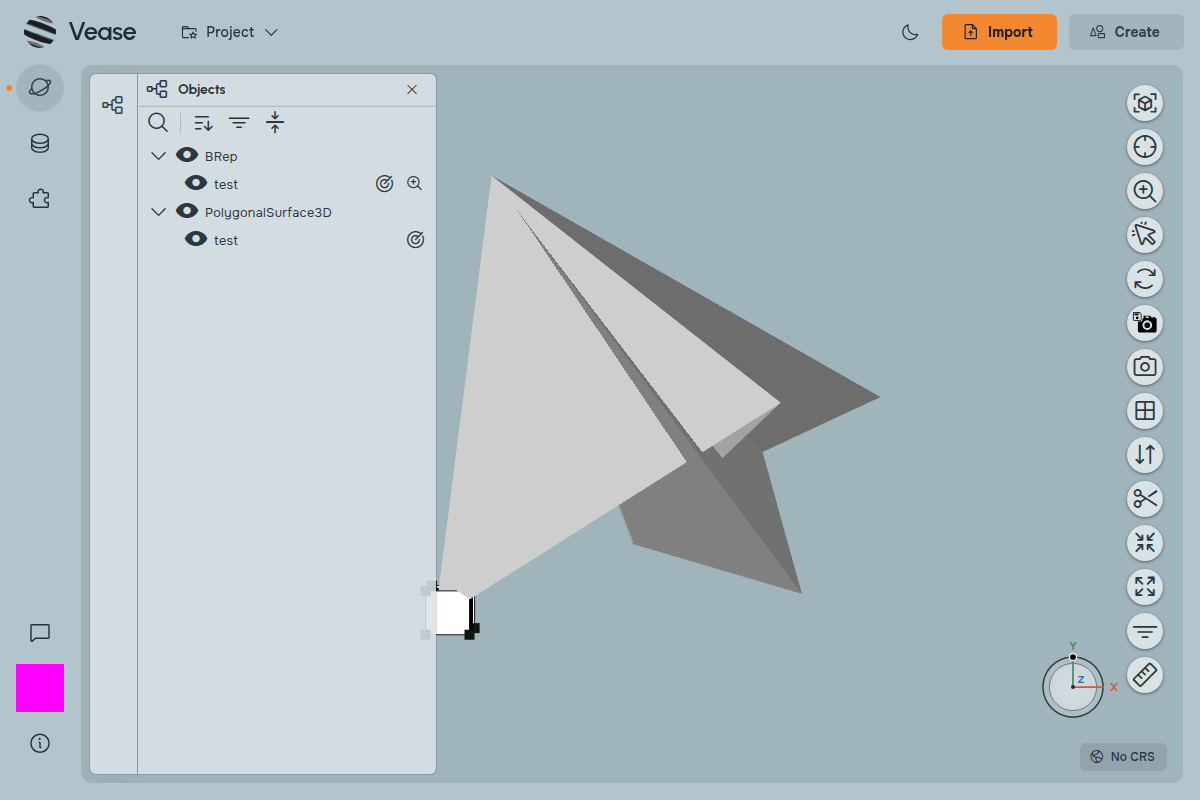 Vease
Project
Import
Create
Objects
BRep
test
PolygonalSurface3D
test
Y
Z
X
No CRS